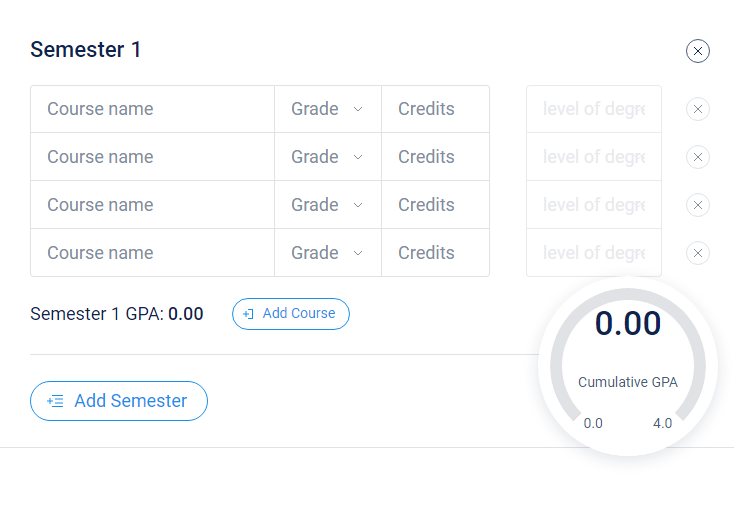 Semester 1
Course name Grade Credits level of degre
Course name Grade Credits level of degre
Course name Grade Credits level of degre
Course name Grade Credits level of degre
Semester 1 GPA: 0.00 Add Course
0.00
Cumulative GPA
0.0 4.0
Add Semester